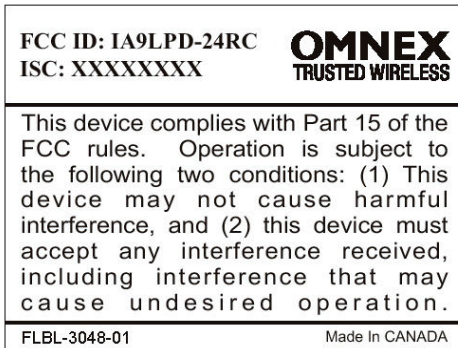 FCC ID: IA9LPD-24RC
ISC: XXXXXXXX
OMNEX
TRUSTED WIRELESS
This device complies with Part 15 of the
FCC rules. Operation is subject to
the following two conditions: (1) This
device may not cause harmful
interference, and (2) this device must
accept any interference received,
including interference that may
cause undesired operation.
FLBL-3048-01
Made In CANADA